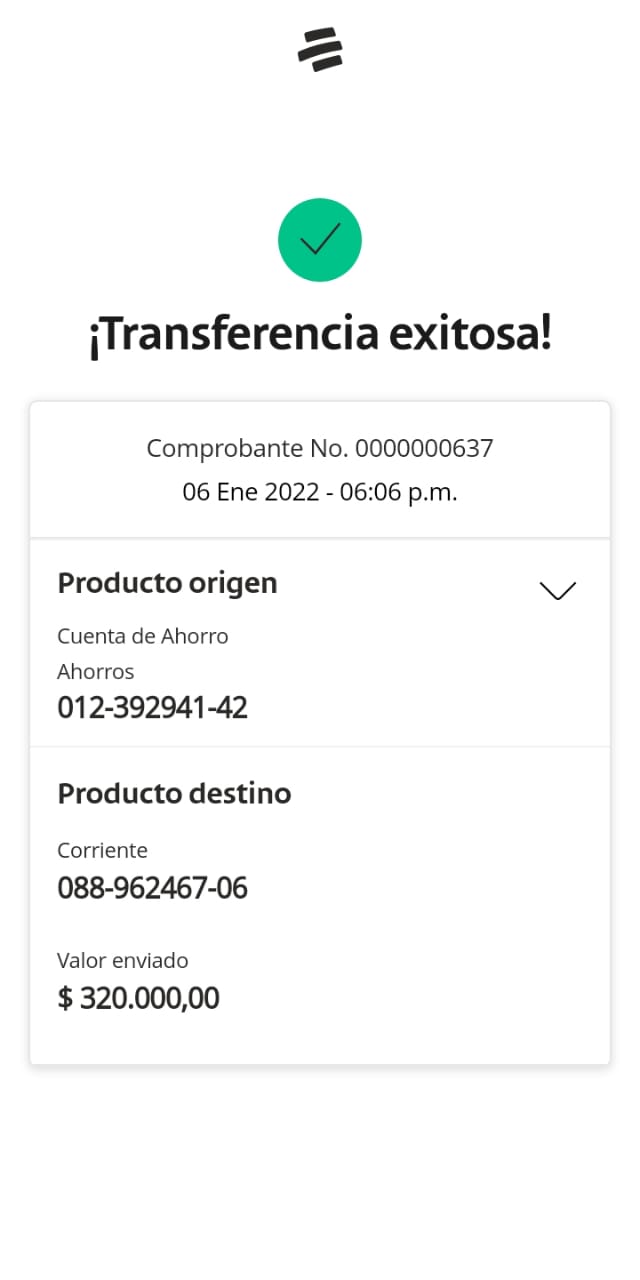 ¡Transferencia exitosa!
Comprobante No. 0000000637
06 Ene 2022 - 06:06 p.m.
Producto origen
Cuenta de Ahorro
Ahorros
012-392941-42
Producto destino
Corriente
088-962467-06
Valor enviado
$ 320.000,00